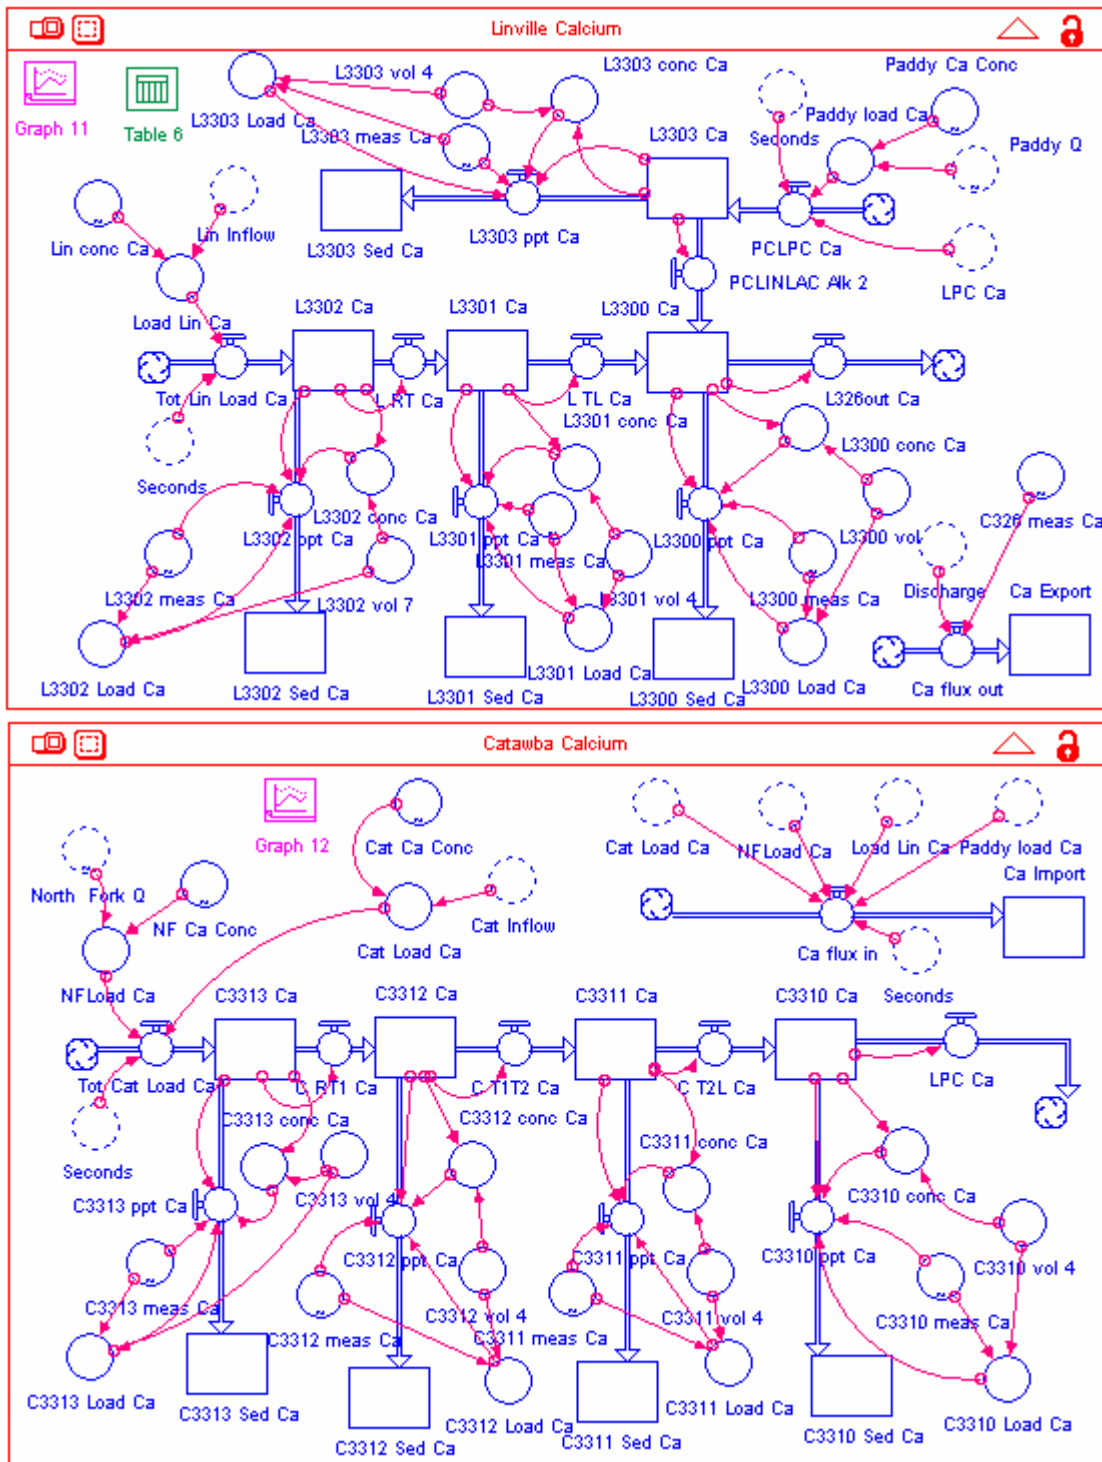 Linville Calcium
Graph 11
Table 6
L3303 Load Ca
L3303 vol 4
L3303 meas Ca
L3303 conc Ca
L3303 Ca
Paddy Ca Conc
Paddy load Ca
Seconds
Paddy Q
Lin conc Ca
Lin Inflow
L3303 Sed Ca
L3303 ppt Ca
PCLPC Ca
LPC Ca
PCLINLAC Alk 2
Load Lin Ca
L3302 Ca
L3301 Ca
L3300 Ca
Tot Lin Load Ca
L RT Ca
L TL Ca
L3301 conc Ca
L326out Ca
L3300 conc Ca
Seconds
L3302 conc Ca
L3302 ppt Ca
L3301 ppt Ca
L3301 meas Ca
L3300 ppt Ca
L3300 vol
C326 meas Ca
L3302 meas Ca
L3302 vol 7
L3301 vol 4
L3300 meas Ca
Discharge
Ca Export
L3302 Load Ca
L3302 Sed Ca
L3301 Sed Ca
L3301 Load Ca
L3300 Sed Ca
L3300 Load Ca
Ca flux out
Catawba Calcium
Graph 12
Cat Ca Conc
Cat Load Ca
NFLoad Ca
Load Lin Ca
Paddy load Ca
Ca Import
North Fork Q
NF Ca Conc
Cat Inflow
Cat Load Ca
Ca flux in
Seconds
NFLoad Ca
C3313 Ca
C3312 Ca
C3311 Ca
C3310 Ca
Tot Cat Load Ca
C RT1 Ca
C T1T2 Ca
C T2L Ca
LPC Ca
Seconds
C3313 conc Ca
C3312 conc Ca
C3311 conc Ca
C3310 conc Ca
C3313 ppt Ca
C3313 vol 4
C3312 ppt Ca
C3311 ppt Ca
C3310 ppt Ca
C3310 vol 4
C3313 meas Ca
C3312 meas Ca
C3312 vol 4
C3311 meas Ca
C3311 vol 4
C3310 meas Ca
C3313 Load Ca
C3313 Sed Ca
C3312 Sed Ca
C3312 Load Ca
C3311 Sed Ca
C3311 Load Ca
C3310 Sed Ca
C3310 Load Ca